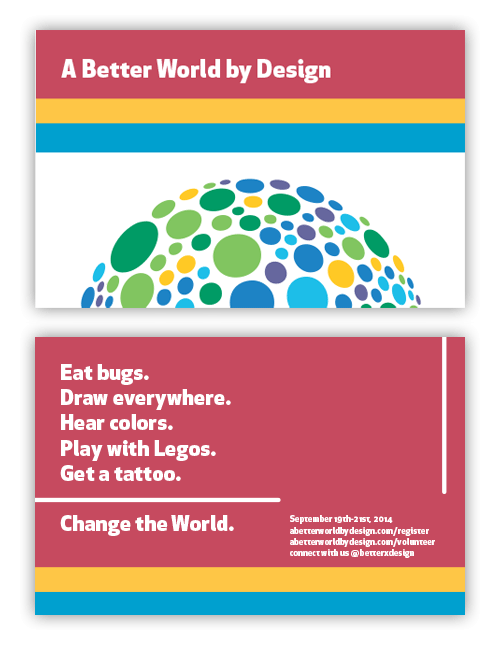 A Better World by Design
Eat bugs.
Draw everywhere.
Hear colors.
Play with Legos.
Get a tattoo.
Change the World.
September 19th-21st, 2014
abetterworldbydesign.com/register
abetterworldbydesign.com/volunteer
connect with us @betterxdesign